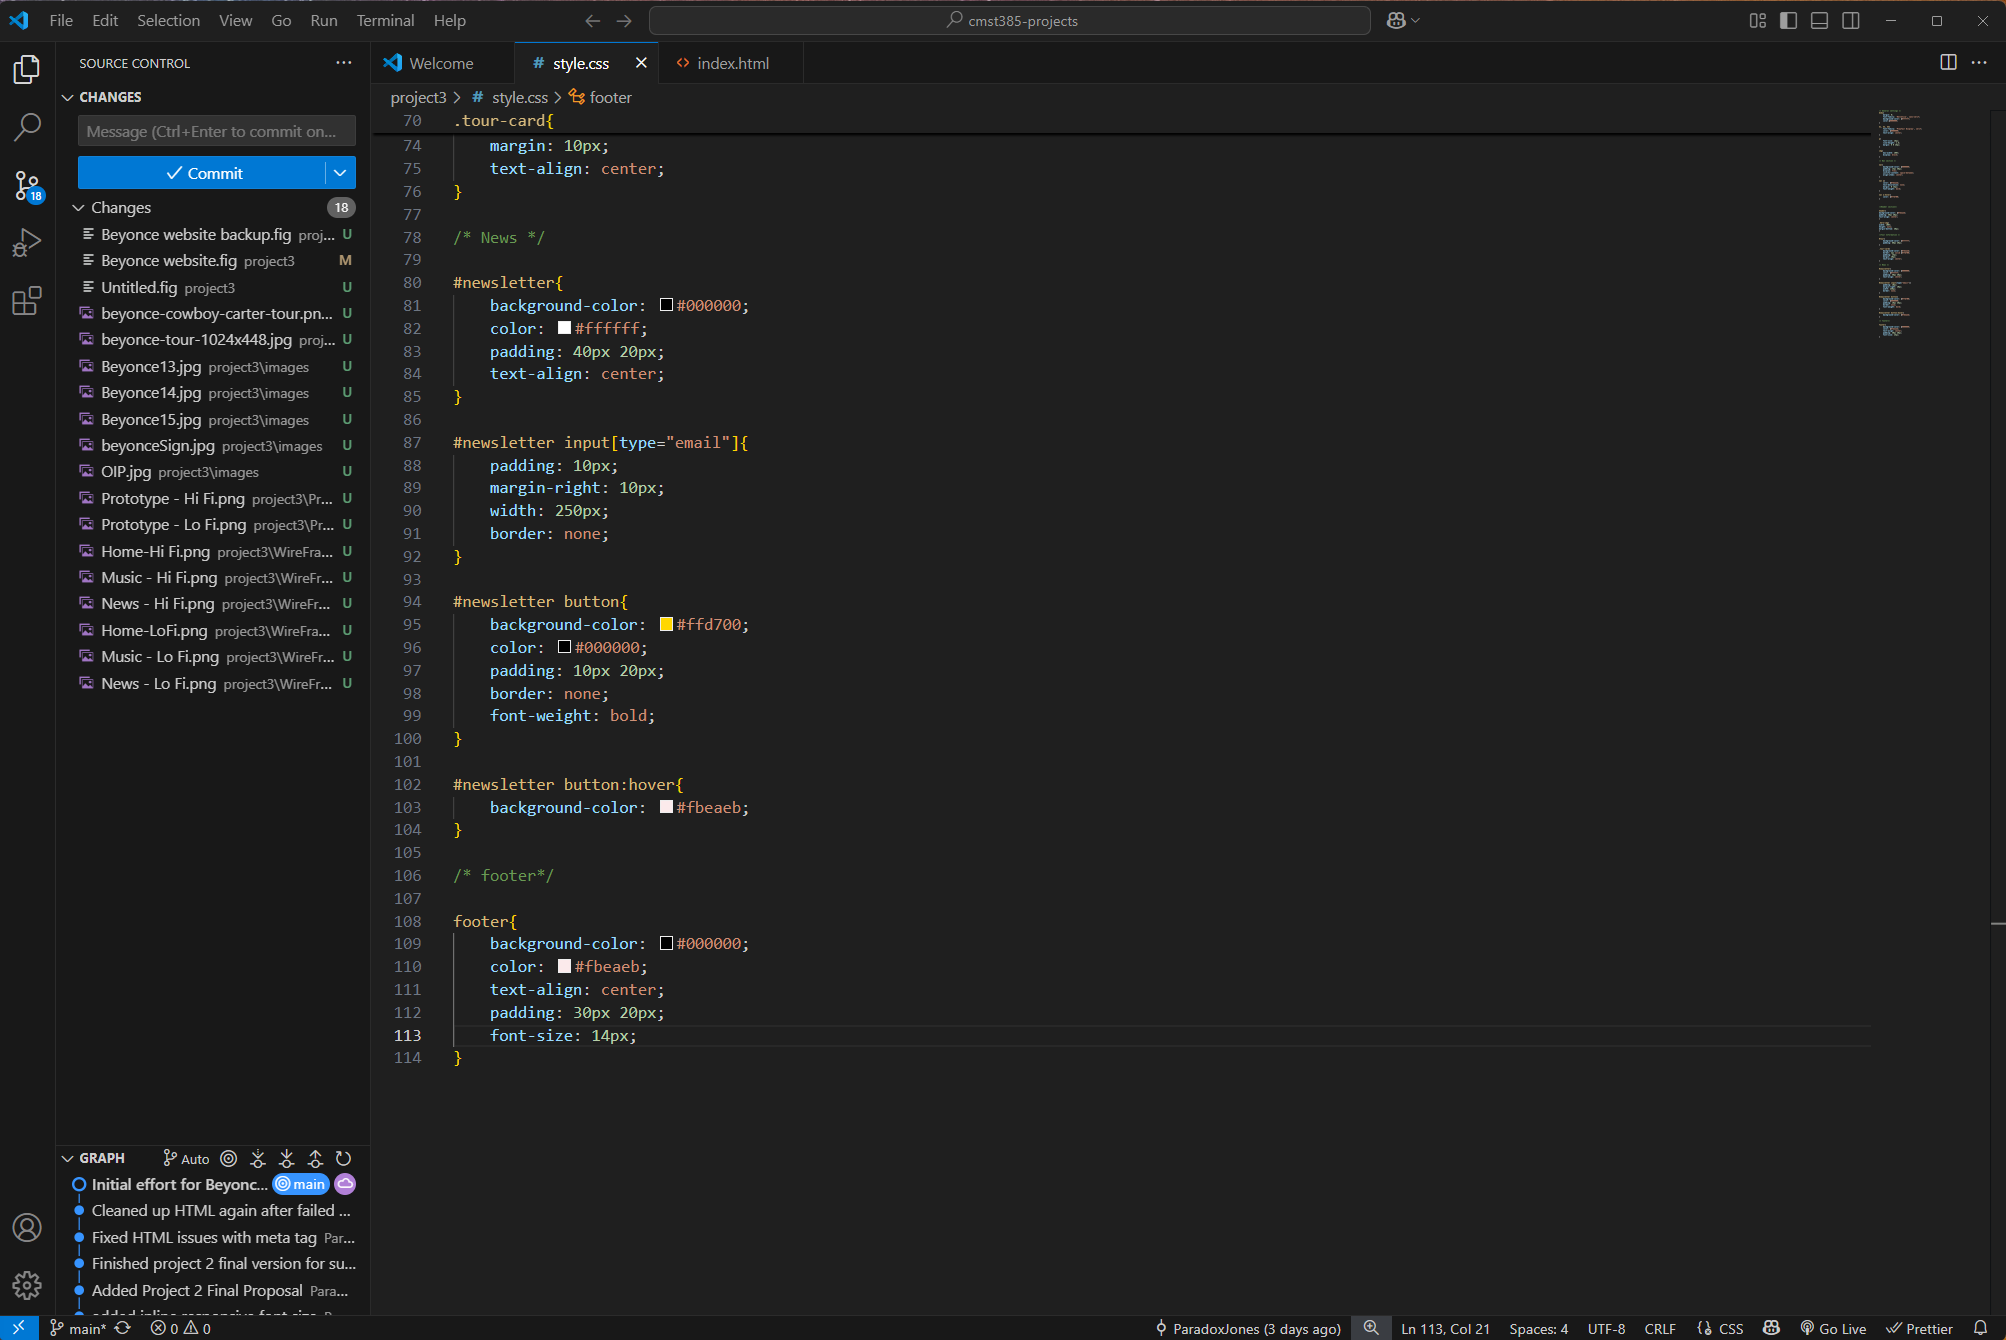 File Edit Selection View Go Run Terminal Help
cmst385-projects
SOURCE CONTROL
CHANGES
Message (Ctrl+Enter to commit on...
Commit
Changes 18
18
Beyonce website backup.fig proj... U
Beyonce website.fig project3 M
Untitled.fig project3 U
beyonce-cowboy-carter-tour.pn... U
beyonce-tour-1024x448.jpg proj... U
Beyonce13.jpg project3\images U
Beyonce14.jpg project3\images U
Beyonce15.jpg project3\images U
beyonceSign.jpg project3\images U
OIP.jpg project3\images U
Prototype - Hi Fi.png project3\Pr... U
Prototype - Lo Fi.png project3\Pr... U
Home-Hi Fi.png project3\WireFra... U
Music - Hi Fi.png project3\WireFr... U
News - Hi Fi.png project3\WireFr... U
Home-LoFi.png project3\WireFra... U
Music - Lo Fi.png project3\WireFr... U
News - Lo Fi.png project3\WireFr... U
GRAPH Auto
Initial effort for Beyonc... main
Cleaned up HTML again after failed ...
Fixed HTML issues with meta tag Par...
Finished project 2 final version for su...
Added Project 2 Final Proposal Para...
Welcome # style.css <> index.html
project3 > # style.css > footer
70 .tour-card{
74 margin: 10px;
75 text-align: center;
76 }
77
78 /* News */
79
80 #newsletter{
81 background-color: #000000;
82 color: #ffffff;
83 padding: 40px 20px;
84 text-align: center;
85 }
86
87 #newsletter input[type="email"]{
88 padding: 10px;
89 margin-right: 10px;
90 width: 250px;
91 border: none;
92 }
93
94 #newsletter button{
95 background-color: #ffd700;
96 color: #000000;
97 padding: 10px 20px;
98 border: none;
99 font-weight: bold;
100 }
101
102 #newsletter button:hover{
103 background-color: #fbeaeb;
104 }
105
106 /* footer*/
107
108 footer{
109 background-color: #000000;
110 color: #fbeaeb;
111 text-align: center;
112 padding: 30px 20px;
113 font-size: 14px;
114 }
main* 0 0 ParadoxJones (3 days ago) Ln 113, Col 21 Spaces: 4 UTF-8 CRLF {} CSS Go Live Prettier